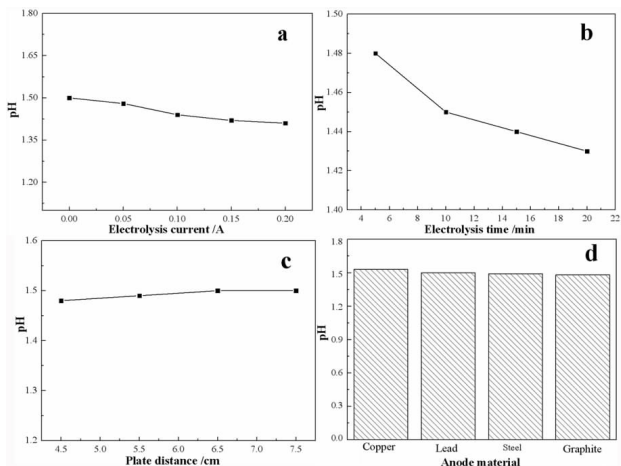 a
1.80
1.65
1.50
1.35
1.20
pH
0.00 0.05 0.10 0.15 0.20
Electrolysis current /A
b
1.50
1.48
1.46
1.44
1.42
1.40
pH
4 6 8 10 12 14 16 18 20 22
Electrolysis time /min
c
1.6
1.5
1.4
1.3
1.2
pH
4.5 5.0 5.5 6.0 6.5 7.0 7.5
Plate distance /cm
d
1.8
1.5
1.2
0.9
0.6
0.3
0.0
pH
Copper Lead Steel Graphite
Anode material